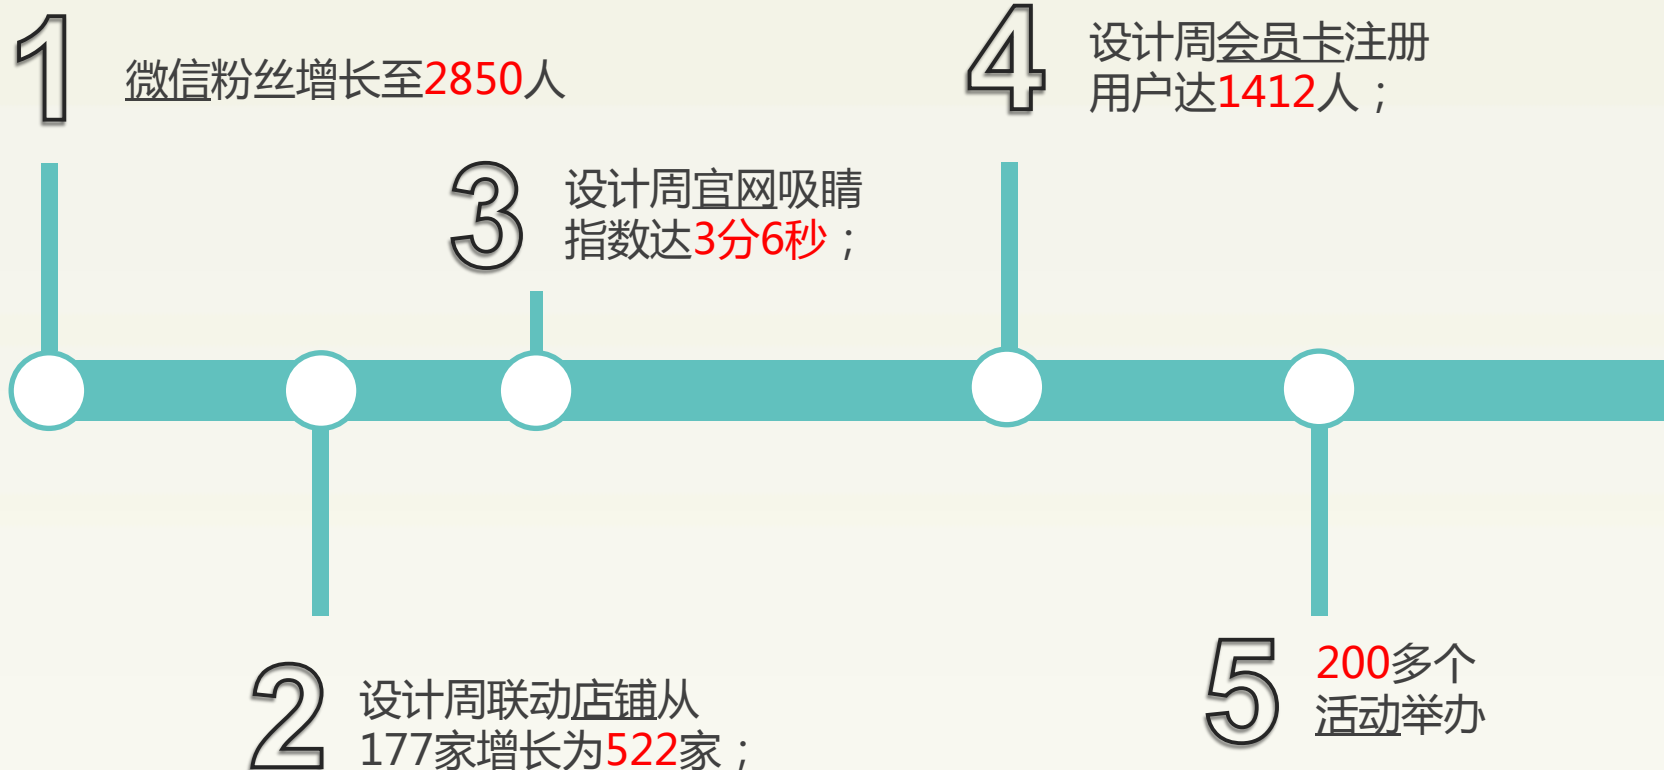 1
微信粉丝增长至2850人
4
设计周会员卡注册
用户达1412人；
3
设计周官网吸睛
指数达3分6秒；
2
设计周联动店铺从
177家增长为522家；
5
200多个
活动举办